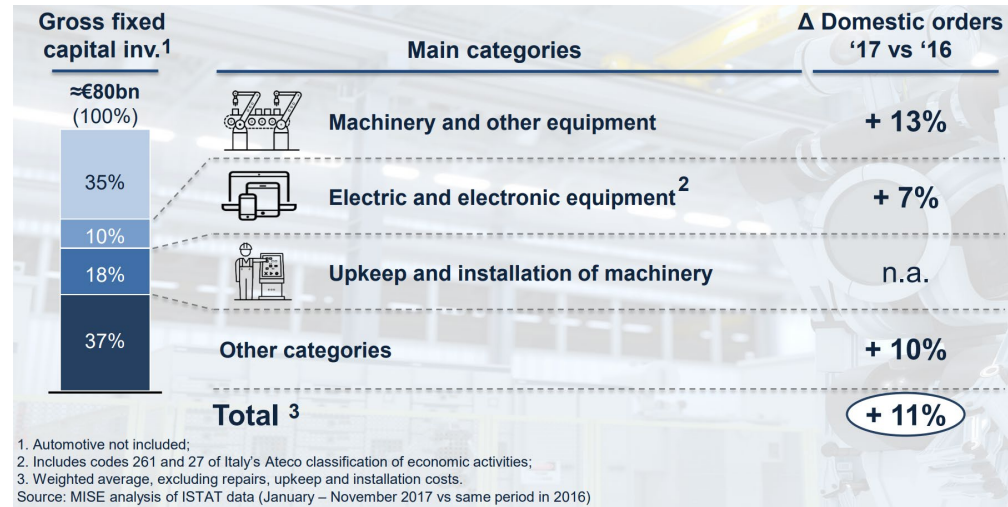 Gross fixed
capital inv.1
Main categories
Δ Domestic orders
‘17 vs ‘16
≈€80bn
(100%)
35%
Machinery and other equipment
+ 13%
10%
Electric and electronic equipment2
+ 7%
18%
Upkeep and installation of machinery
n.a.
37%
Other categories
+ 10%
Total 3
+ 11%
1. Automotive not included;
2. Includes codes 261 and 27 of Italy’s Ateco classification of economic activities;
3. Weighted average, excluding repairs, upkeep and installation costs.
Source: MISE analysis of ISTAT data (January – November 2017 vs same period in 2016)